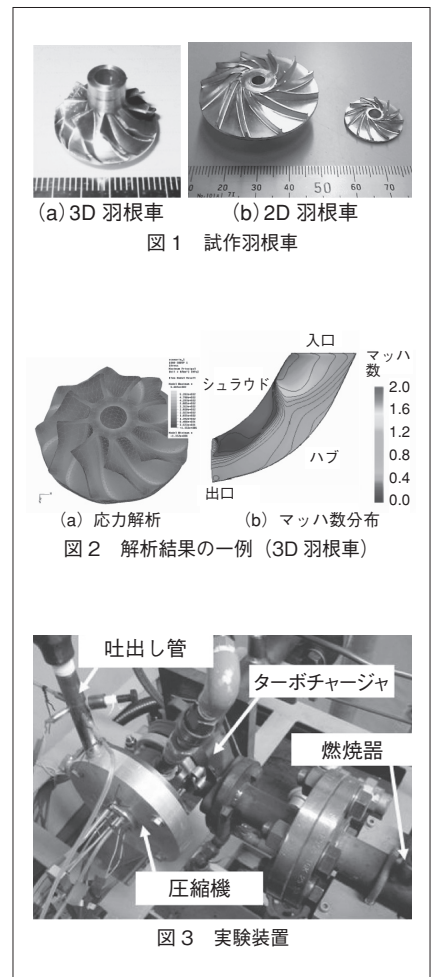 (a)3D 羽根車
(b)2D 羽根車
10
20
30
40
50
60
70
図1 試作羽根車
入口
マッハ
数
シュラウド
2.0
1.6
1.2
0.8
0.4
0.0
ハブ
出口
(a) 応力解析
(b) マッハ数分布
図2 解析結果の一例(3D 羽根車)
吐出し管
ターボチャージャ
燃焼器
圧縮機
図3 実験装置